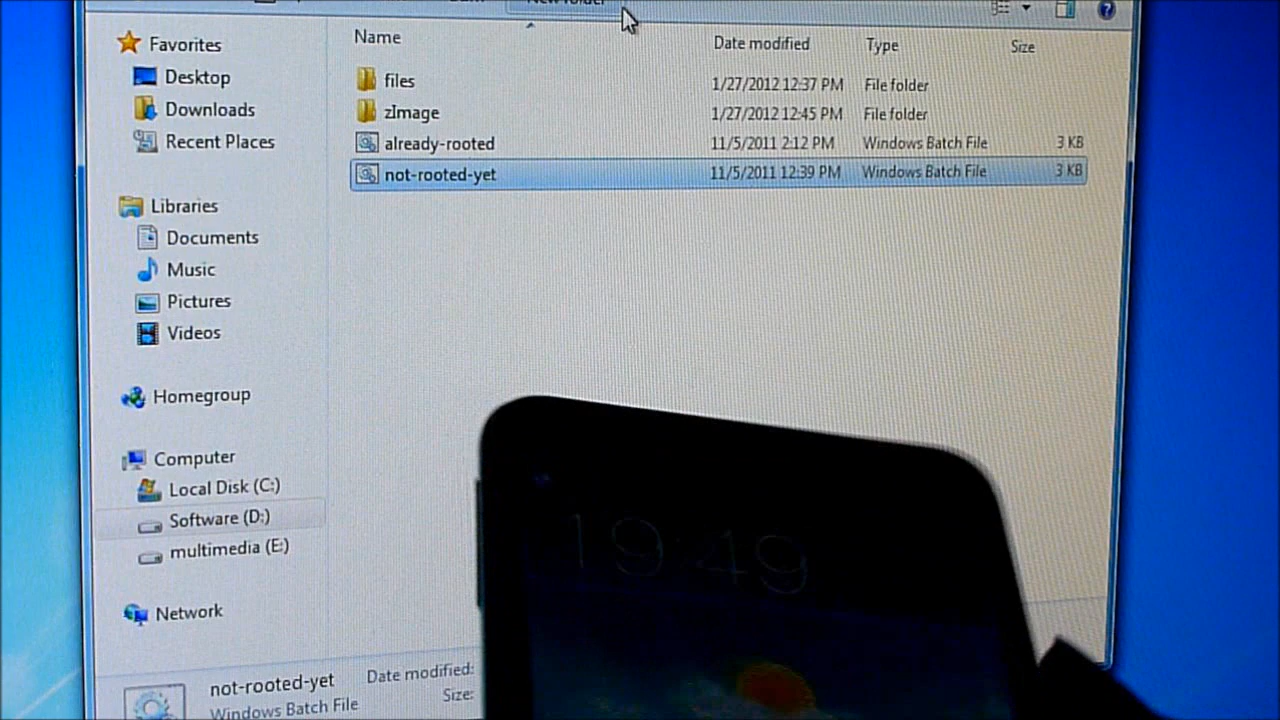 New folder
Favorites
Desktop
Downloads
Recent Places
Libraries
Documents
Music
Pictures
Videos
Homegroup
Computer
Local Disk (C:)
Software (D:)
multimedia (E:)
Network
Name Date modified Type Size
files 1/27/2012 12:37 PM File folder
zImage 1/27/2012 12:45 PM File folder
already-rooted 11/5/2011 2:12 PM Windows Batch File 3 KB
not-rooted-yet 11/5/2011 12:39 PM Windows Batch File 3 KB
not-rooted-yet Date modified:
Windows Batch File Size:
19:49